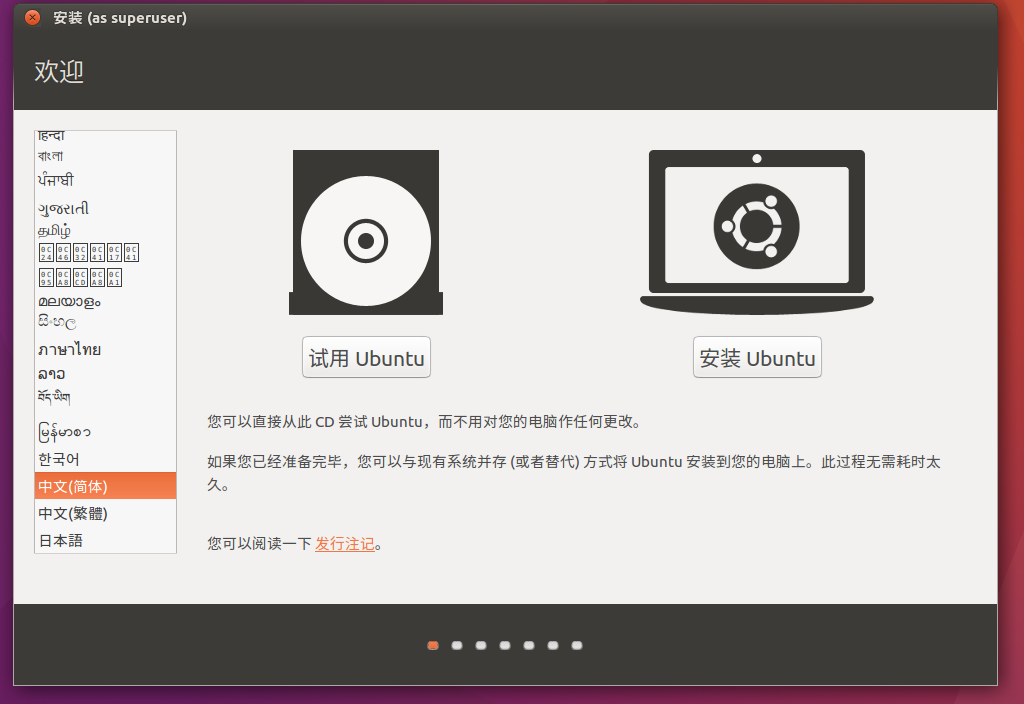 安装 (as superuser)
欢迎
हिन्दी
বাংলা
ਪੰਜਾਬੀ
ગુજરાતી
தமிழ்
മലയാളം
සිංහල
ภาษาไทย
ລາວ
བོད་ཡིག
မြန်မာစာ
한국어
中文(简体)
中文(繁體)
日本語
试用 Ubuntu
安装 Ubuntu
您可以直接从此 CD 尝试 Ubuntu，而不用对您的电脑作任何更改。
如果您已经准备完毕，您可以与现有系统并存 (或者替代) 方式将 Ubuntu 安装到您的电脑上。此过程无需耗时太
久。
您可以阅读一下 发行注记。